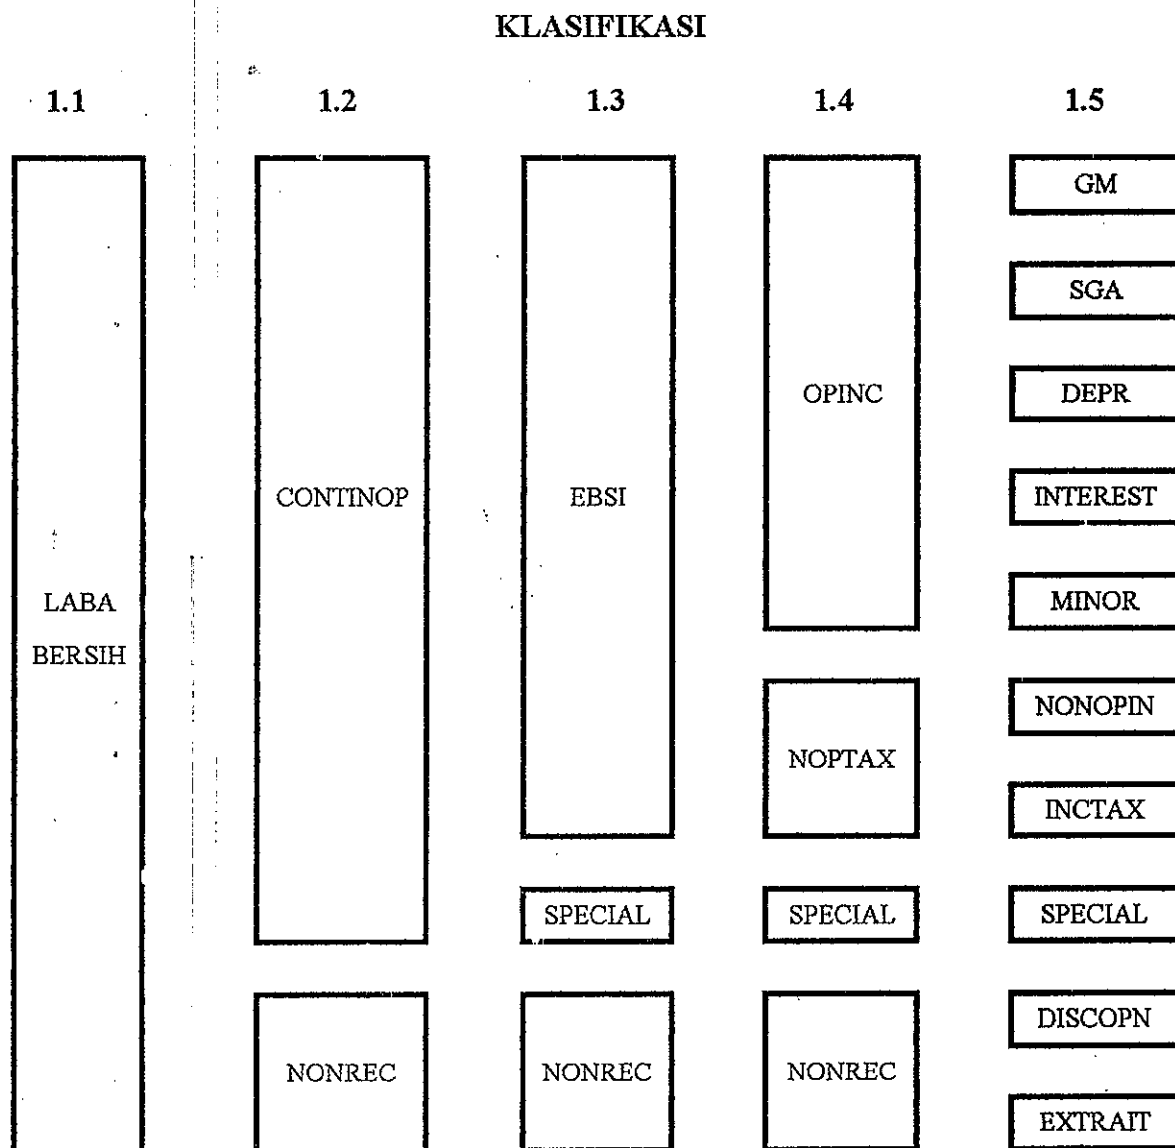 KLASIFIKASI
1.1 1.2 1.3 1.4 1.5
GM
SGA
OPINC DEPR
CONTINOP EBSI INTEREST
LABA MINOR
BERSIH
NONOPIN
NOPTAX
INCTAX
SPECIAL SPECIAL SPECIAL
DISCOPN
NONREC NONREC NONREC
EXTRAIT